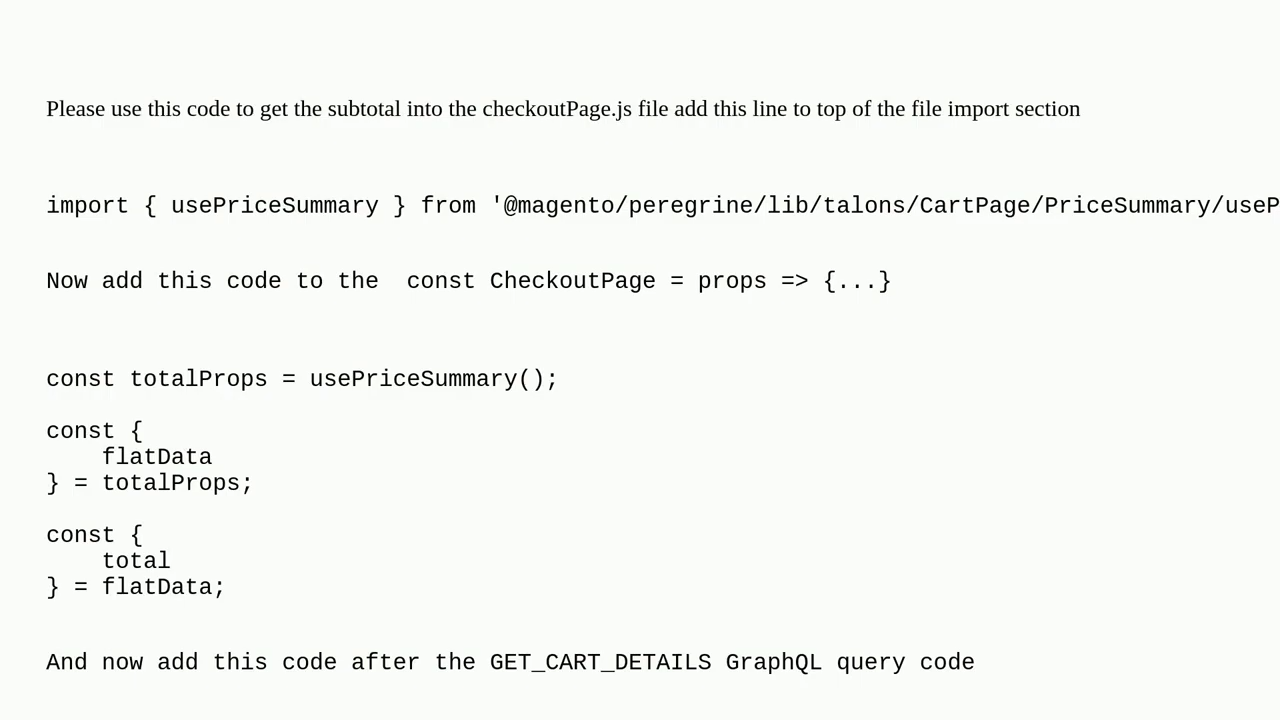 Please use this code to get the subtotal into the checkoutPage.js file add this line to top of the file import section
import { usePriceSummary } from '@magento/peregrine/lib/talons/CartPage/PriceSummary/useP
Now add this code to the  const CheckoutPage = props => {...}
const totalProps = usePriceSummary();
const {
    flatData
} = totalProps;
const {
    total
} = flatData;
And now add this code after the GET_CART_DETAILS GraphQL query code